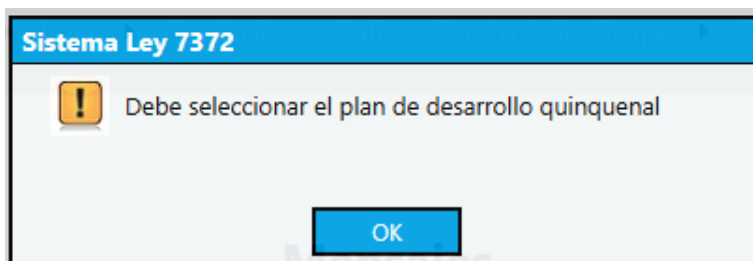 Sistema Ley 7372
Debe seleccionar el plan de desarrollo quinquenal
OK